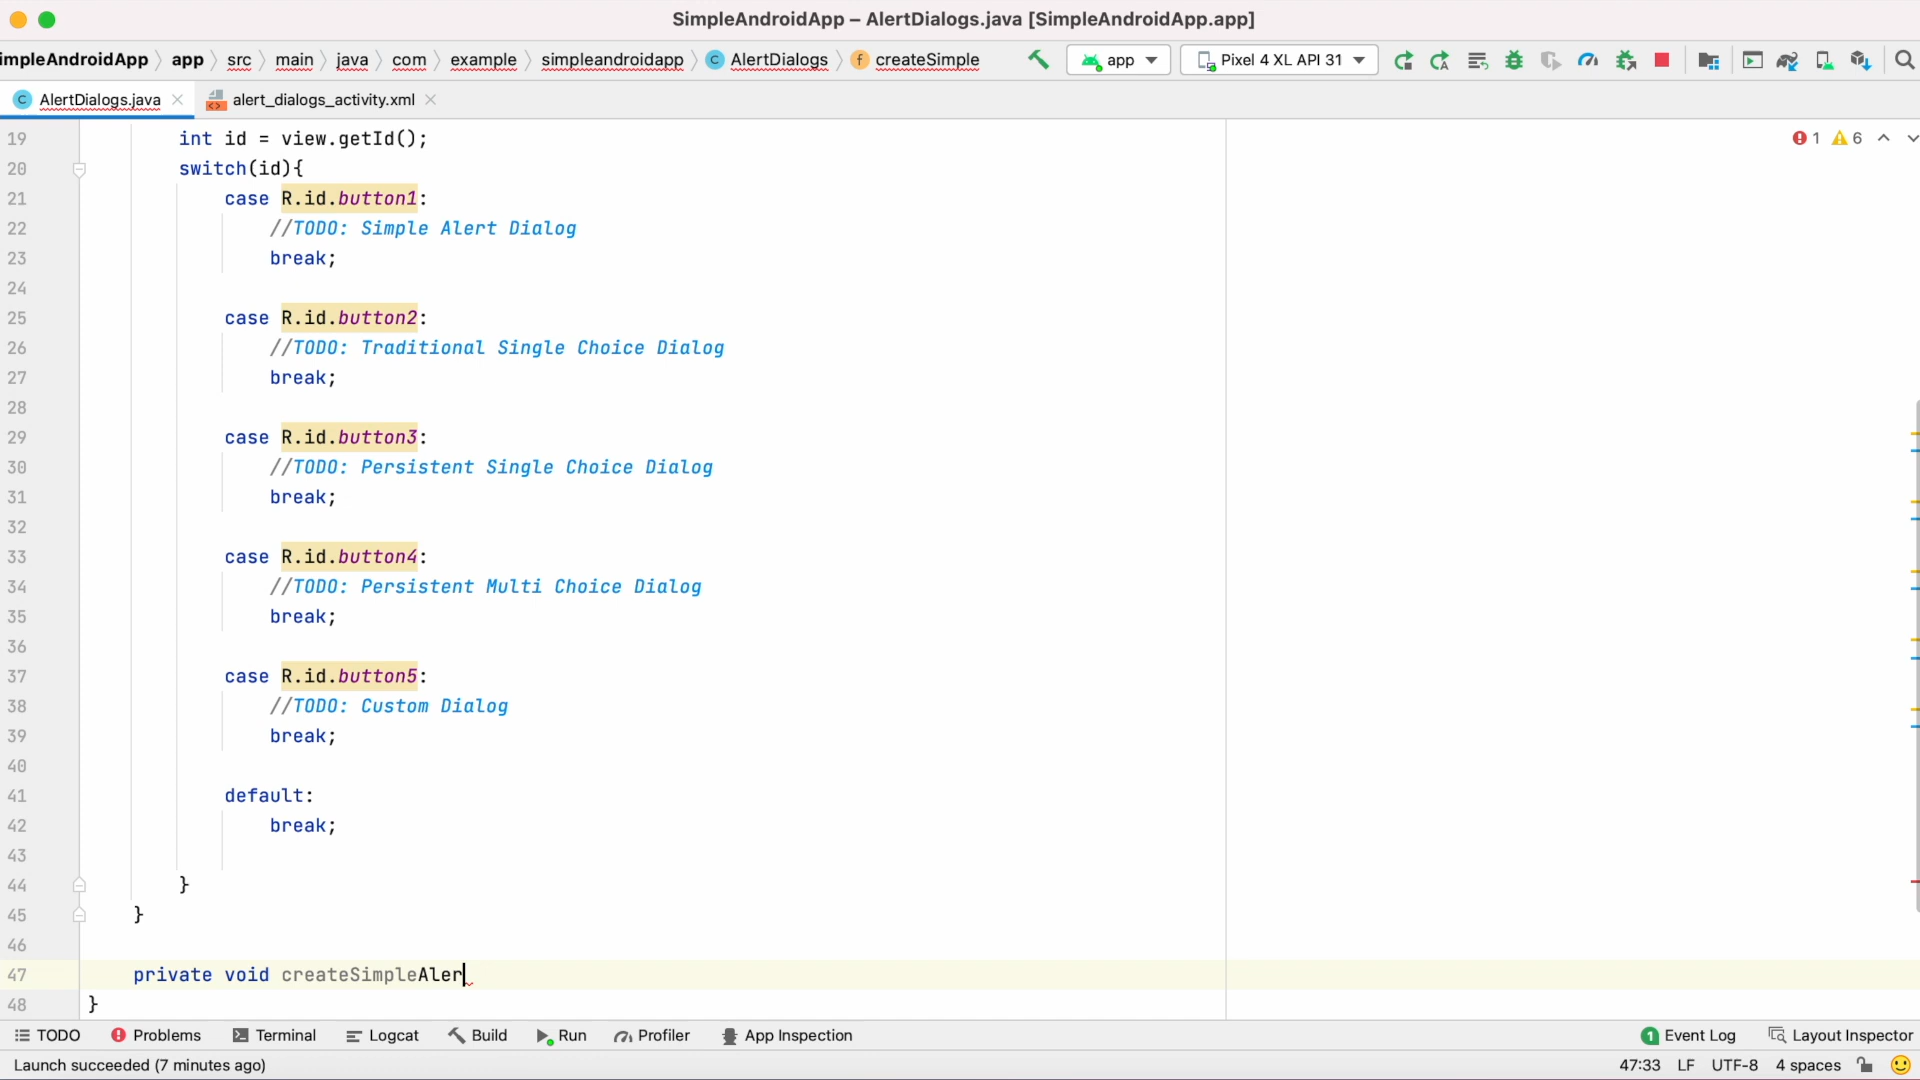 SimpleAndroidApp – AlertDialogs.java [SimpleAndroidApp.app]
impleAndroidApp app src main java com example simpleandroidapp C AlertDialogs f createSimple app Pixel 4 XL API 31
C AlertDialogs.java alert_dialogs_activity.xml
19 int id = view.getId(); 1 6
20 switch(id){
21 case R.id.button1:
22 //TODO: Simple Alert Dialog
23 break;
24
25 case R.id.button2:
26 //TODO: Traditional Single Choice Dialog
27 break;
28
29 case R.id.button3:
30 //TODO: Persistent Single Choice Dialog
31 break;
32
33 case R.id.button4:
34 //TODO: Persistent Multi Choice Dialog
35 break;
36
37 case R.id.button5:
38 //TODO: Custom Dialog
39 break;
40
41 default:
42 break;
43
44 }
45 }
46
47 private void createSimpleAler
48 }
TODO Problems Terminal Logcat Build Run Profiler App Inspection 1 Event Log Layout Inspector
Launch succeeded (7 minutes ago) 47:33 LF UTF-8 4 spaces